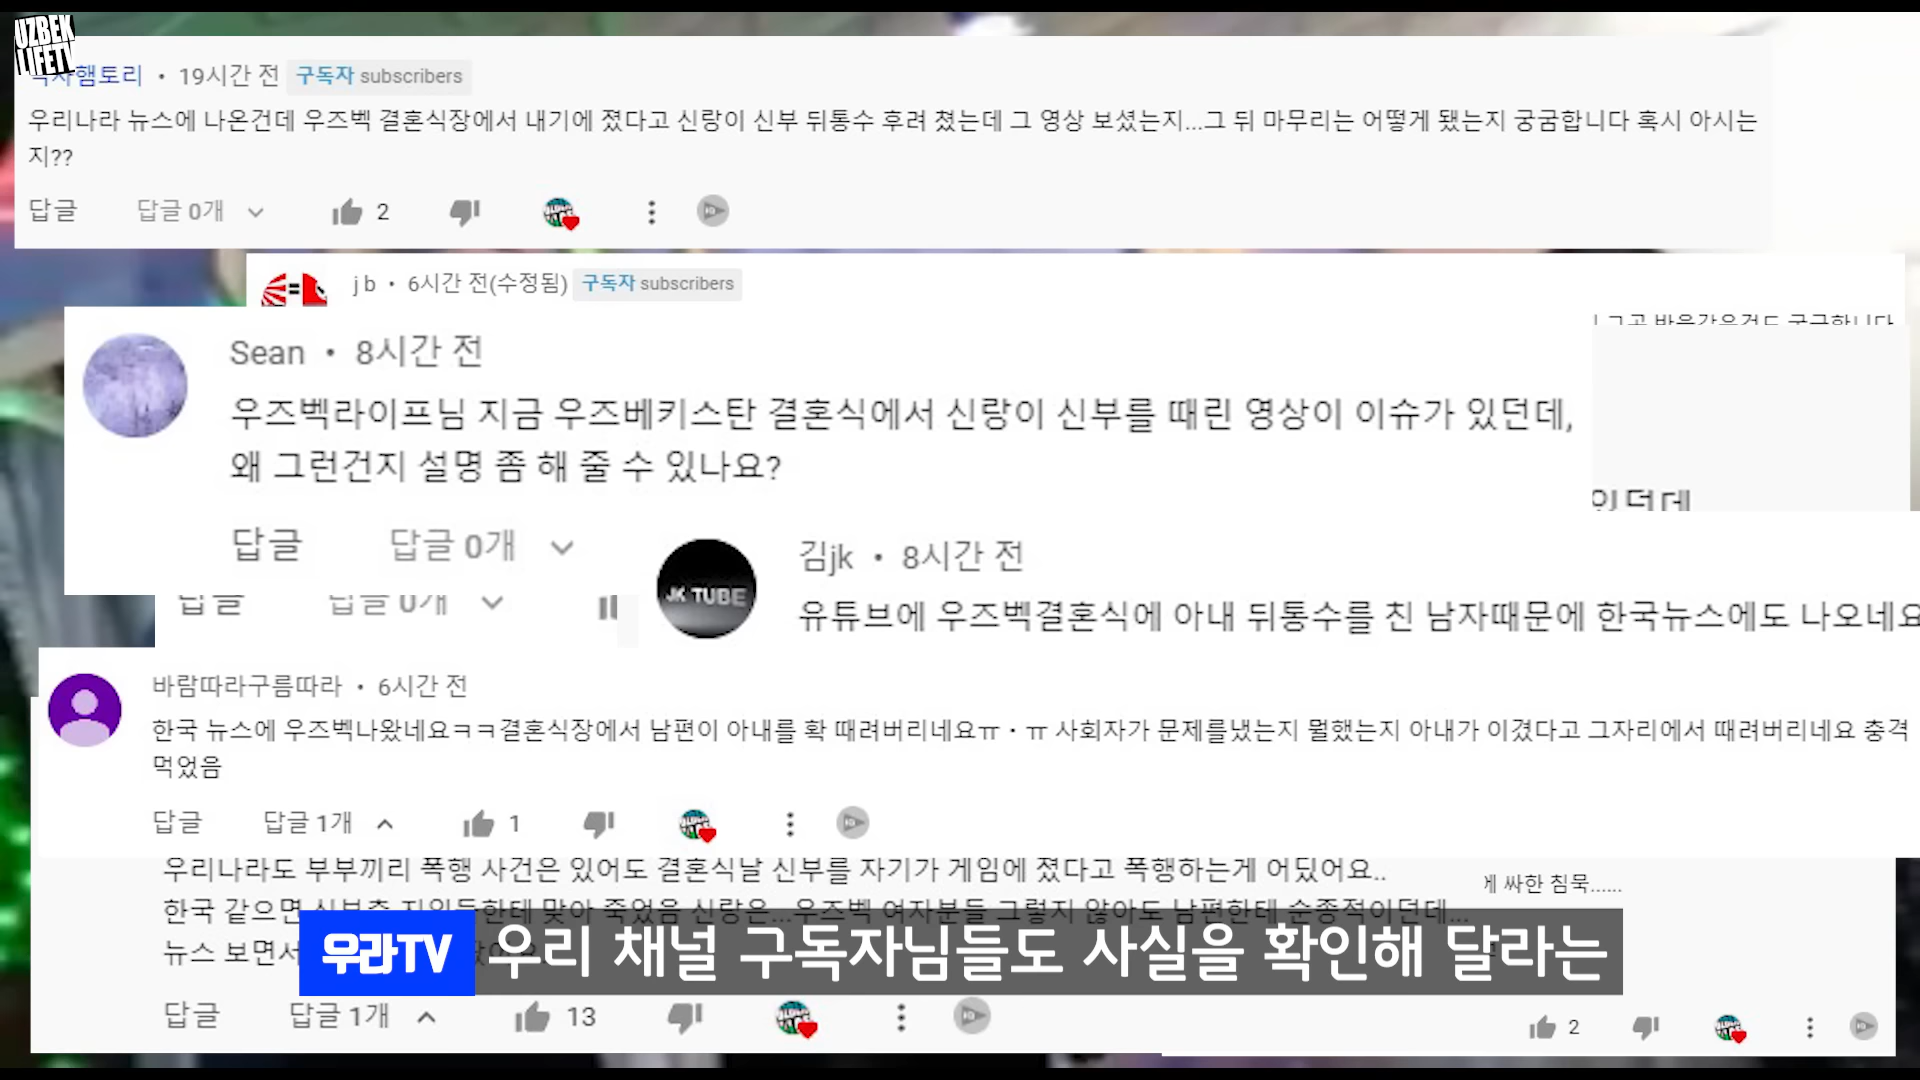 UZBEK
LIFETV
햄토리 • 19시간 전 구독자 subscribers
우리나라 뉴스에 나온건데 우즈벡 결혼식장에서 내기에 졌다고 신랑이 신부 뒤통수 후려 쳤는데 그 영상 보셨는지...그 뒤 마무리는 어떻게 됐는지 궁굼합니다 혹시 아시는
지??
답글 답글 0개 2
j b • 6시간 전(수정됨) 구독자 subscribers
궁금합니다
Sean • 8시간 전
우즈벡라이프님 지금 우즈베키스탄 결혼식에서 신랑이 신부를 때린 영상이 이슈가 있던데,
왜 그런건지 설명 좀 해 줄 수 있나요?
있던데
답글 답글 0개
답글 답글 0개
JK TUBE
김jk • 8시간 전
유튜브에 우즈벡결혼식에 아내 뒤통수를 친 남자때문에 한국뉴스에도 나오네요
바람따라구름따라 • 6시간 전
한국 뉴스에 우즈벡나왔네요ㅋㅋ결혼식장에서 남편이 아내를 확 때려버리네요ㅠ・ㅠ 사회자가 문제를냈는지 뭘했는지 아내가 이겼다고 그자리에서 때려버리네요 충격
먹었음
답글 답글 1개 1
우리나라도 부부끼리 폭행 사건은 있어도 결혼식날 신부를 자기가 게임에 졌다고 폭행하는게 어딨어요..
게 싸한 침묵......
한국 같으면 신부측 지인들한테 맞아 죽었음 신랑은...우즈벡 여자분들 그렇지 않아도 남편한테 순종적이던데...
뉴스 보면서
우라TV 우리 채널 구독자님들도 사실을 확인해 달라는
답글 답글 1개 13
2